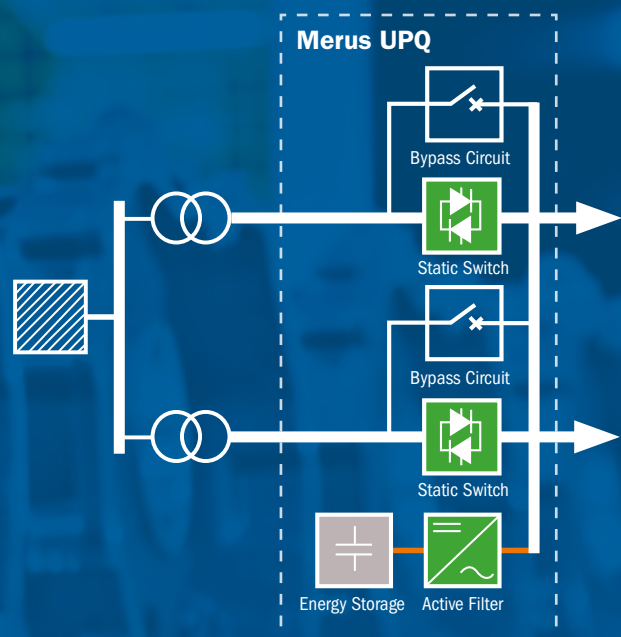 Merus UPQ
Bypass Circuit
Static Switch
Bypass Circuit
Static Switch
Energy Storage Active Filter